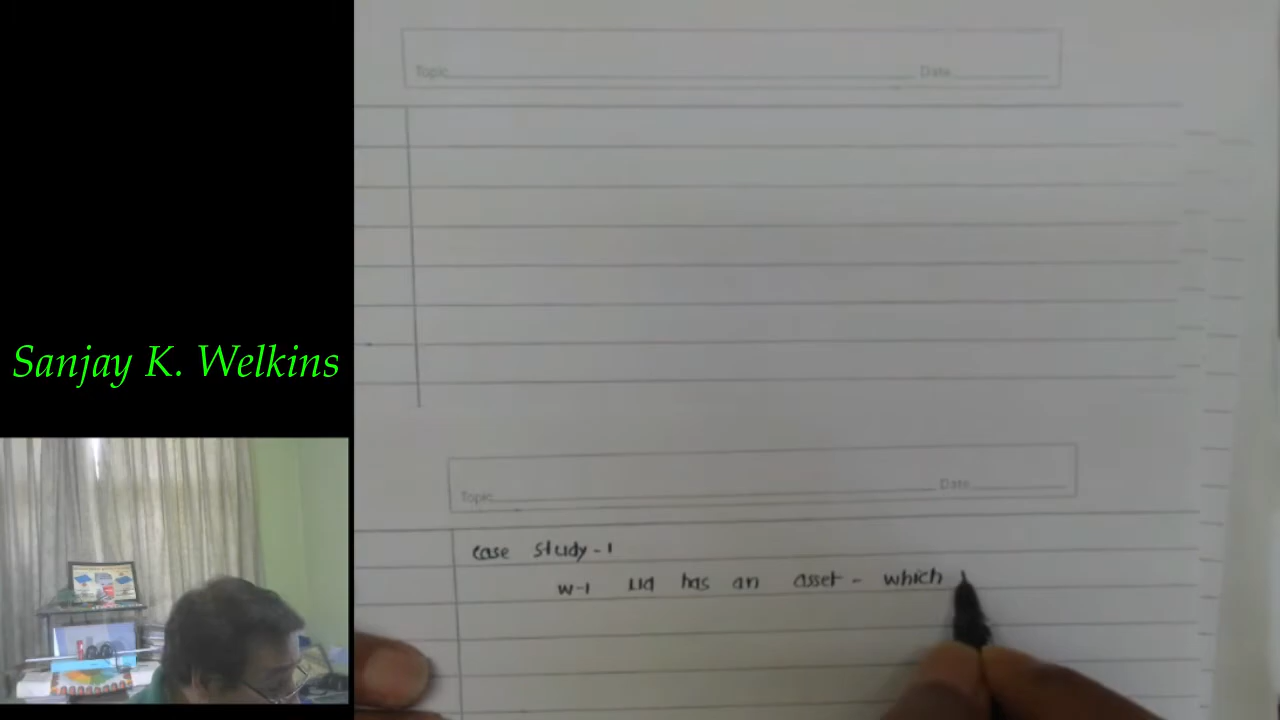 Topic Date
Sanjay K. Welkins
Topic Date
case study-1
W-1 Ltd has an asset - which